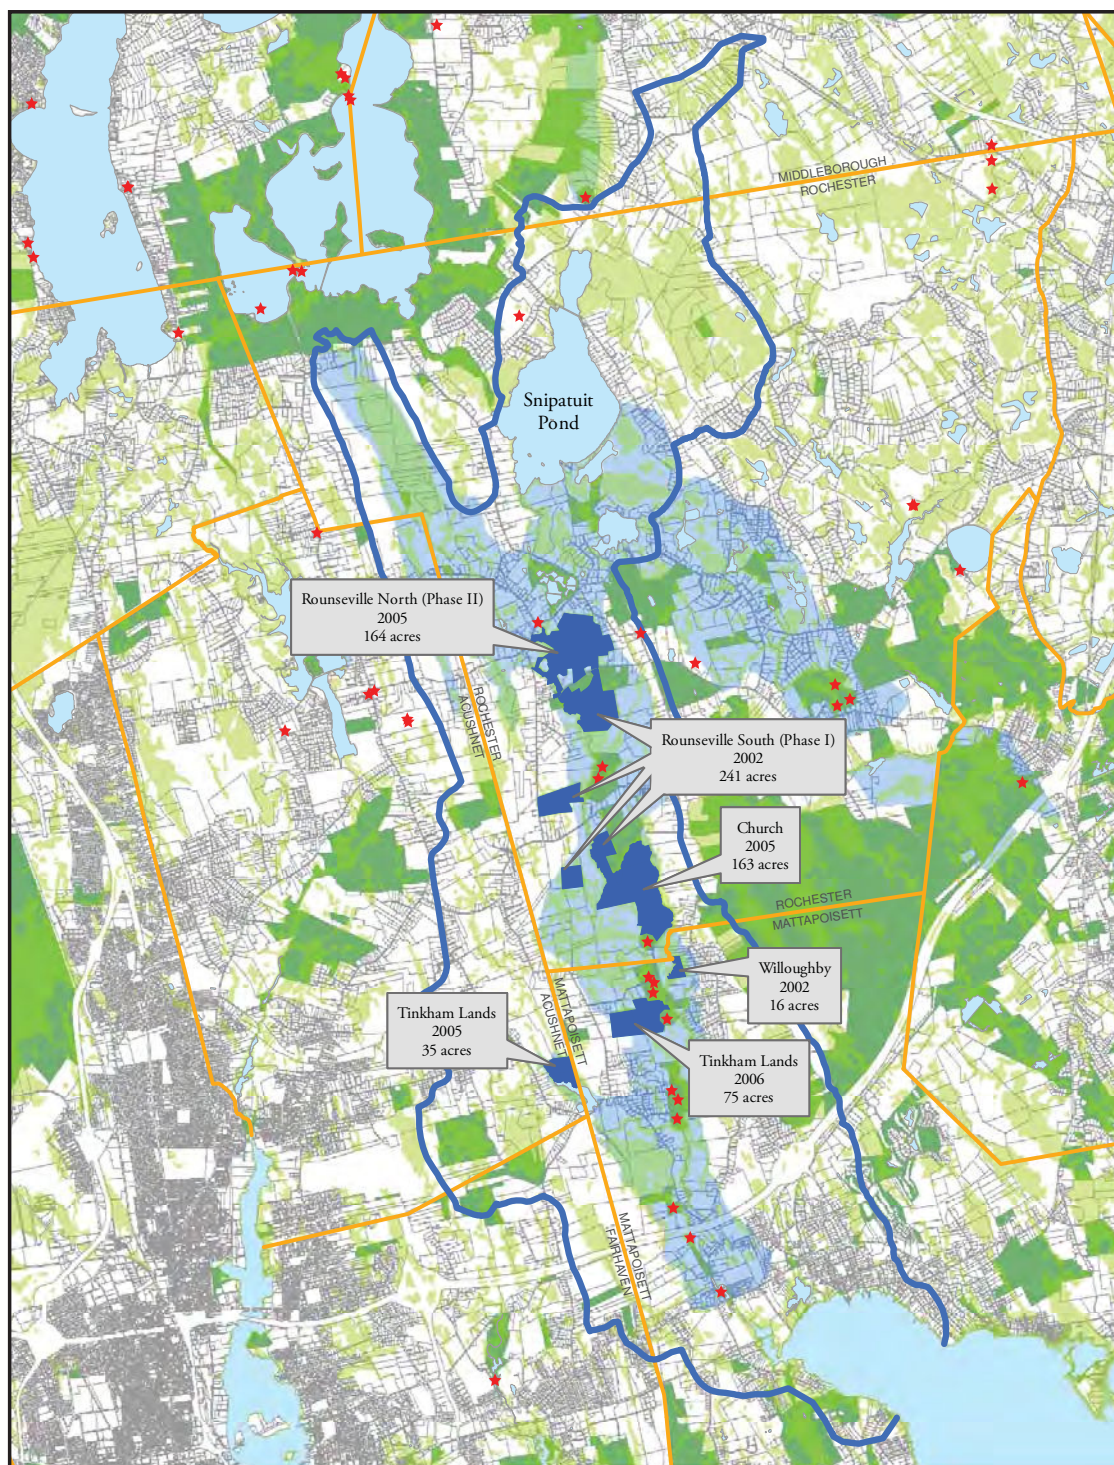 MIDDLEBOROUGH
ROCHESTER
Snipatuit
Pond
Rounseville North (Phase II)
2005
164 acres
ROCHESTER
ACUSHNET
Rounseville South (Phase I)
2002
241 acres
Church
2005
163 acres
ROCHESTER
MATTAPOISETT
Willoughby
2002
16 acres
Tinkham Lands
2005
35 acres
MATTAPOISETT
ACUSHNET
Tinkham Lands
2006
75 acres
MATTAPOISETT
FAIRHAVEN